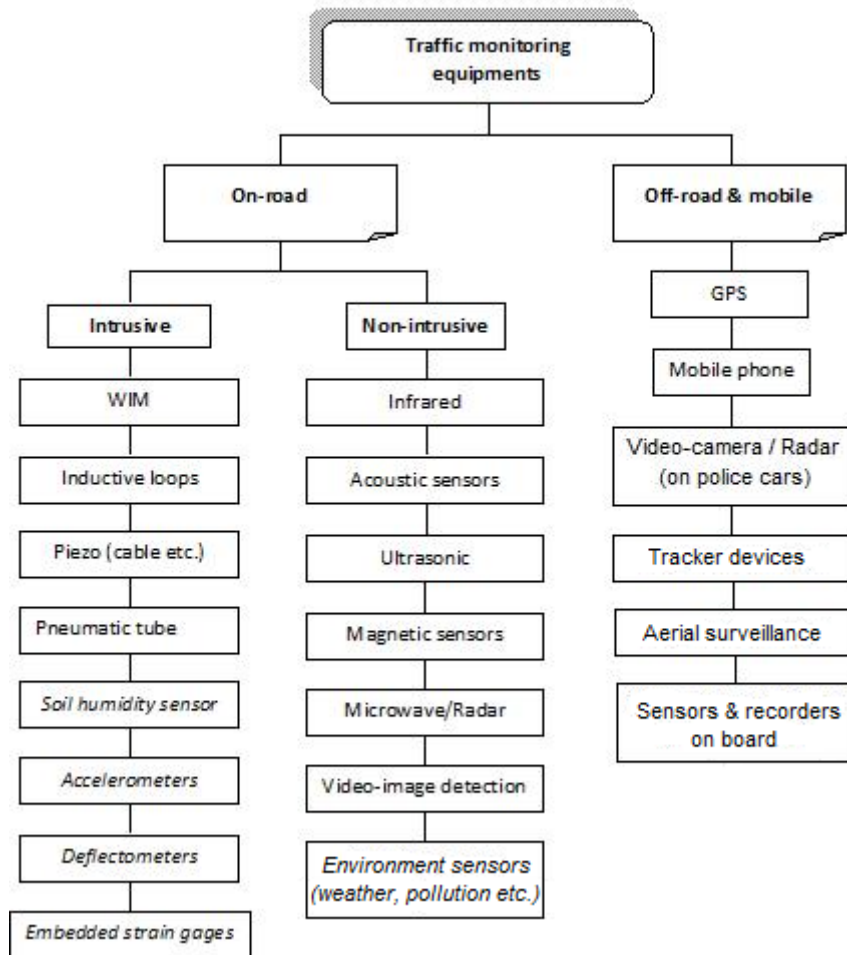 Traffic monitoring
equipments
On-road
Off-road & mobile
Intrusive
Non-intrusive
GPS
WIM
Infrared
Mobile phone
Inductive loops
Acoustic sensors
Video-camera / Radar
(on police cars)
Piezo (cable etc.)
Ultrasonic
Tracker devices
Pneumatic tube
Magnetic sensors
Aerial surveillance
Soil humidity sensor
Microwave/Radar
Sensors & recorders
on board
Accelerometers
Video-image detection
Deflectometers
Environment sensors
(weather, pollution etc.)
Embedded strain gages